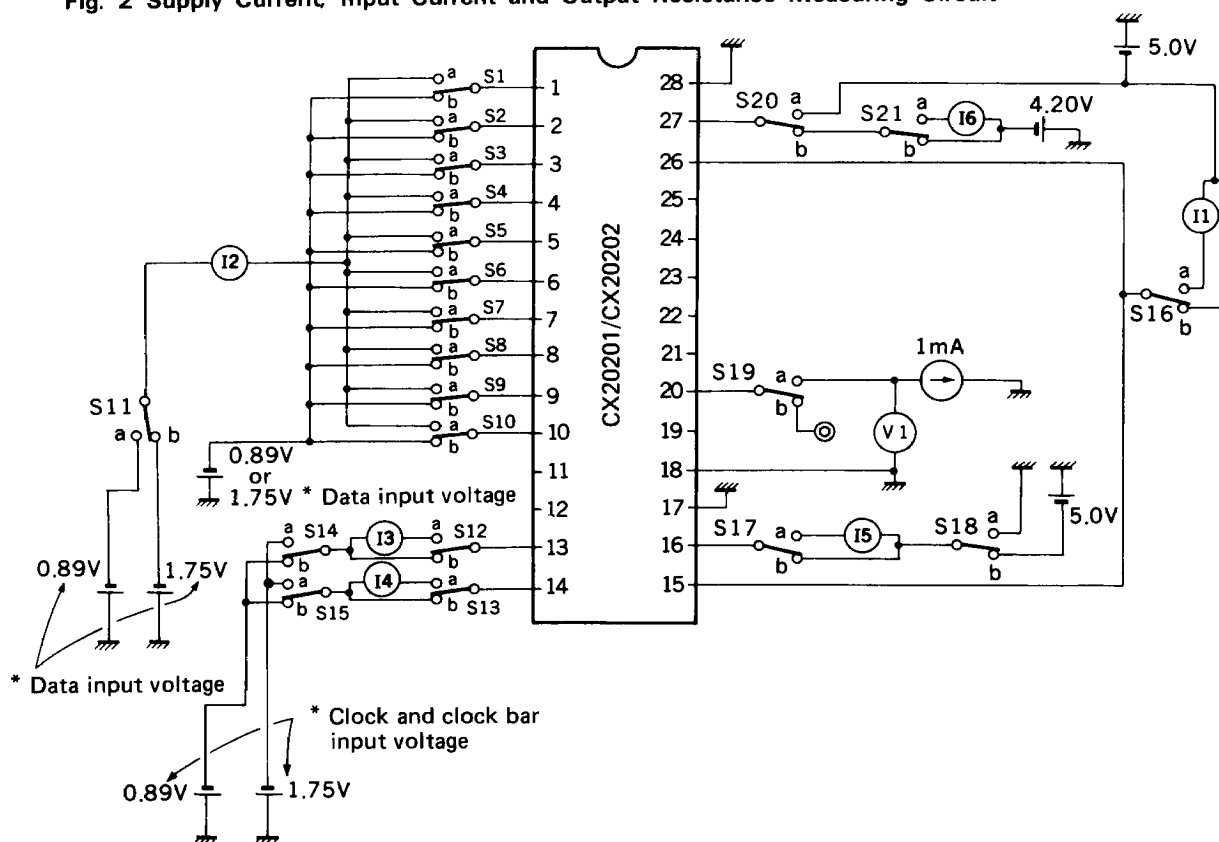 Fig. 2 Supply Current, Input Current and Output Resistance Measuring Circuit
a S1 1
b
a S2 2
b
a S3 3
b
a S4 4
b
a S5 5
b
a S6 6
b
a S7 7
b
a S8 8
b
a S9 9
b
a S10 10
b
11
12
13
14
I2
S11
a b
0.89V
or
1.75V * Data input voltage
a S14 I3 a S12
b b
a I4 a
b S15 b S13
0.89V 1.75V
* Data input voltage
* Clock and clock bar
input voltage
0.89V 1.75V
CX20201/CX20202
28
27
26
25
24
23
22
21
20
19
18
17
16
15
5.0V
S20 a S21 a I6 4.20V
b b
I1
a
S16 b
1mA
S19 a
b
V1
S17 a I5 S18 a
b b
5.0V